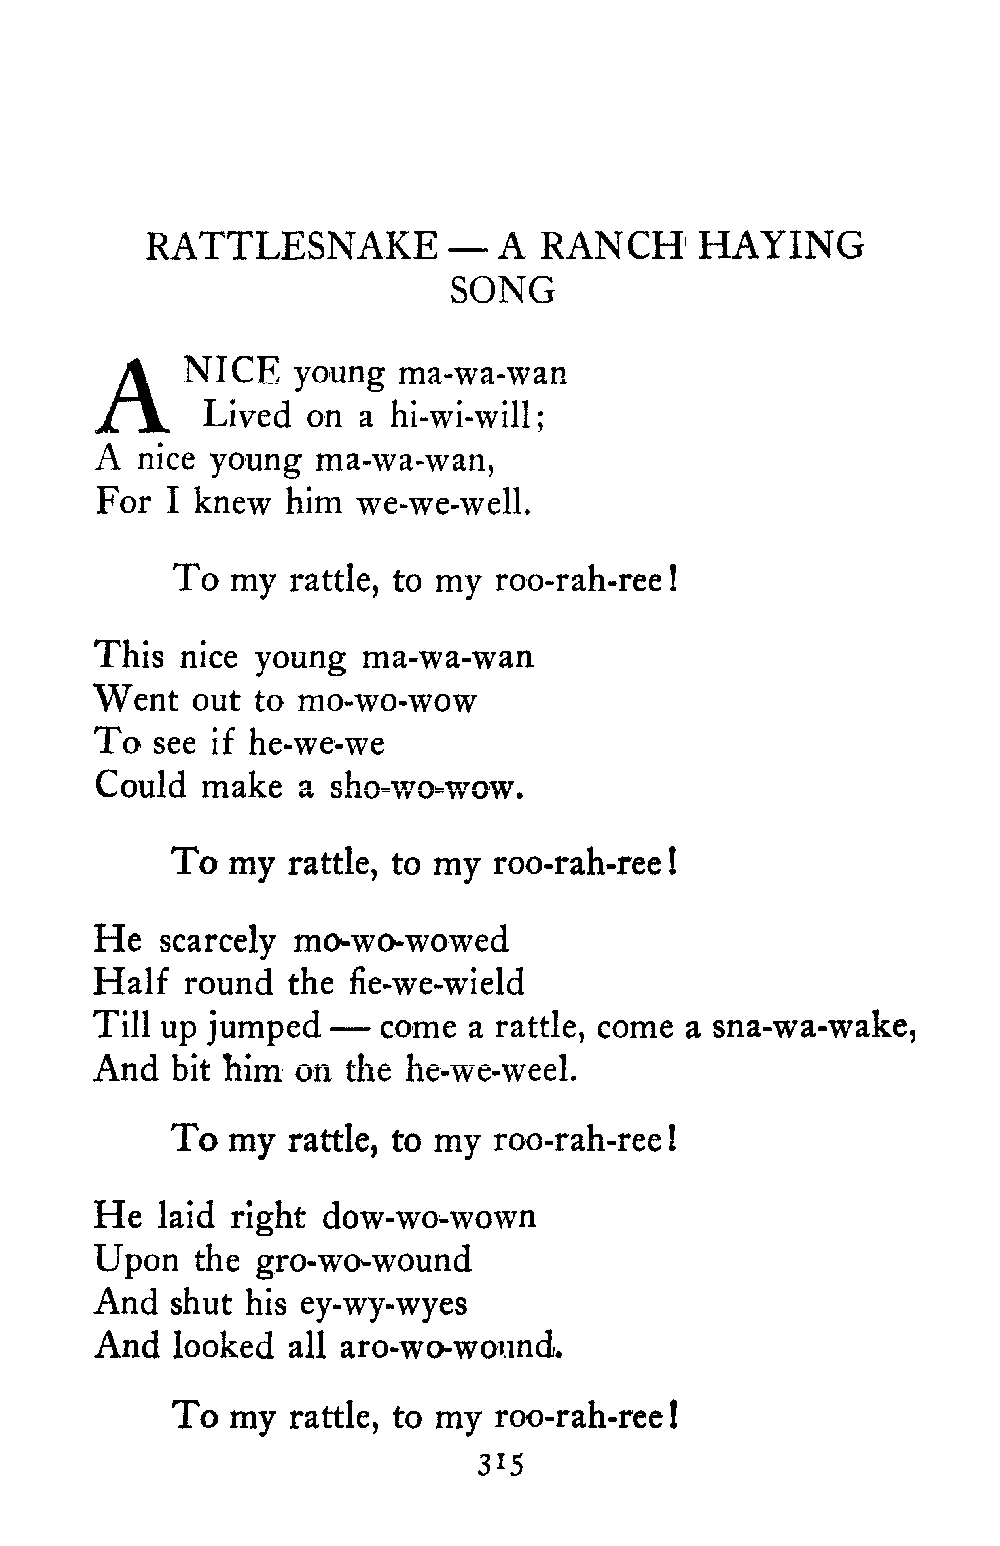 RATTLESNAKE — A RANCH HAYING
SONG
A NICE young ma-wa-wan
Lived on a hi-wi-will;
A nice young ma-wa-wan,
For I knew him we-we-well.
To my rattle, to my roo-rah-ree!
This nice young ma-wa-wan
Went out to mo-wo-wow
To see if he-we-we
Could make a sho-wo-wow.
To my rattle, to my roo-rah-ree!
He scarcely mo-wo-wowed
Half round the fie-we-wield
Till up jumped — come a rattle, come a sna-wa-wake,
And bit him on the he-we-weel.
To my rattle, to my roo-rah-ree!
He laid right dow-wo-wown
Upon the gro-wo-wound
And shut his ey-wy-wyes
And looked all aro-wo-wound.
To my rattle, to my roo-rah-ree!
315